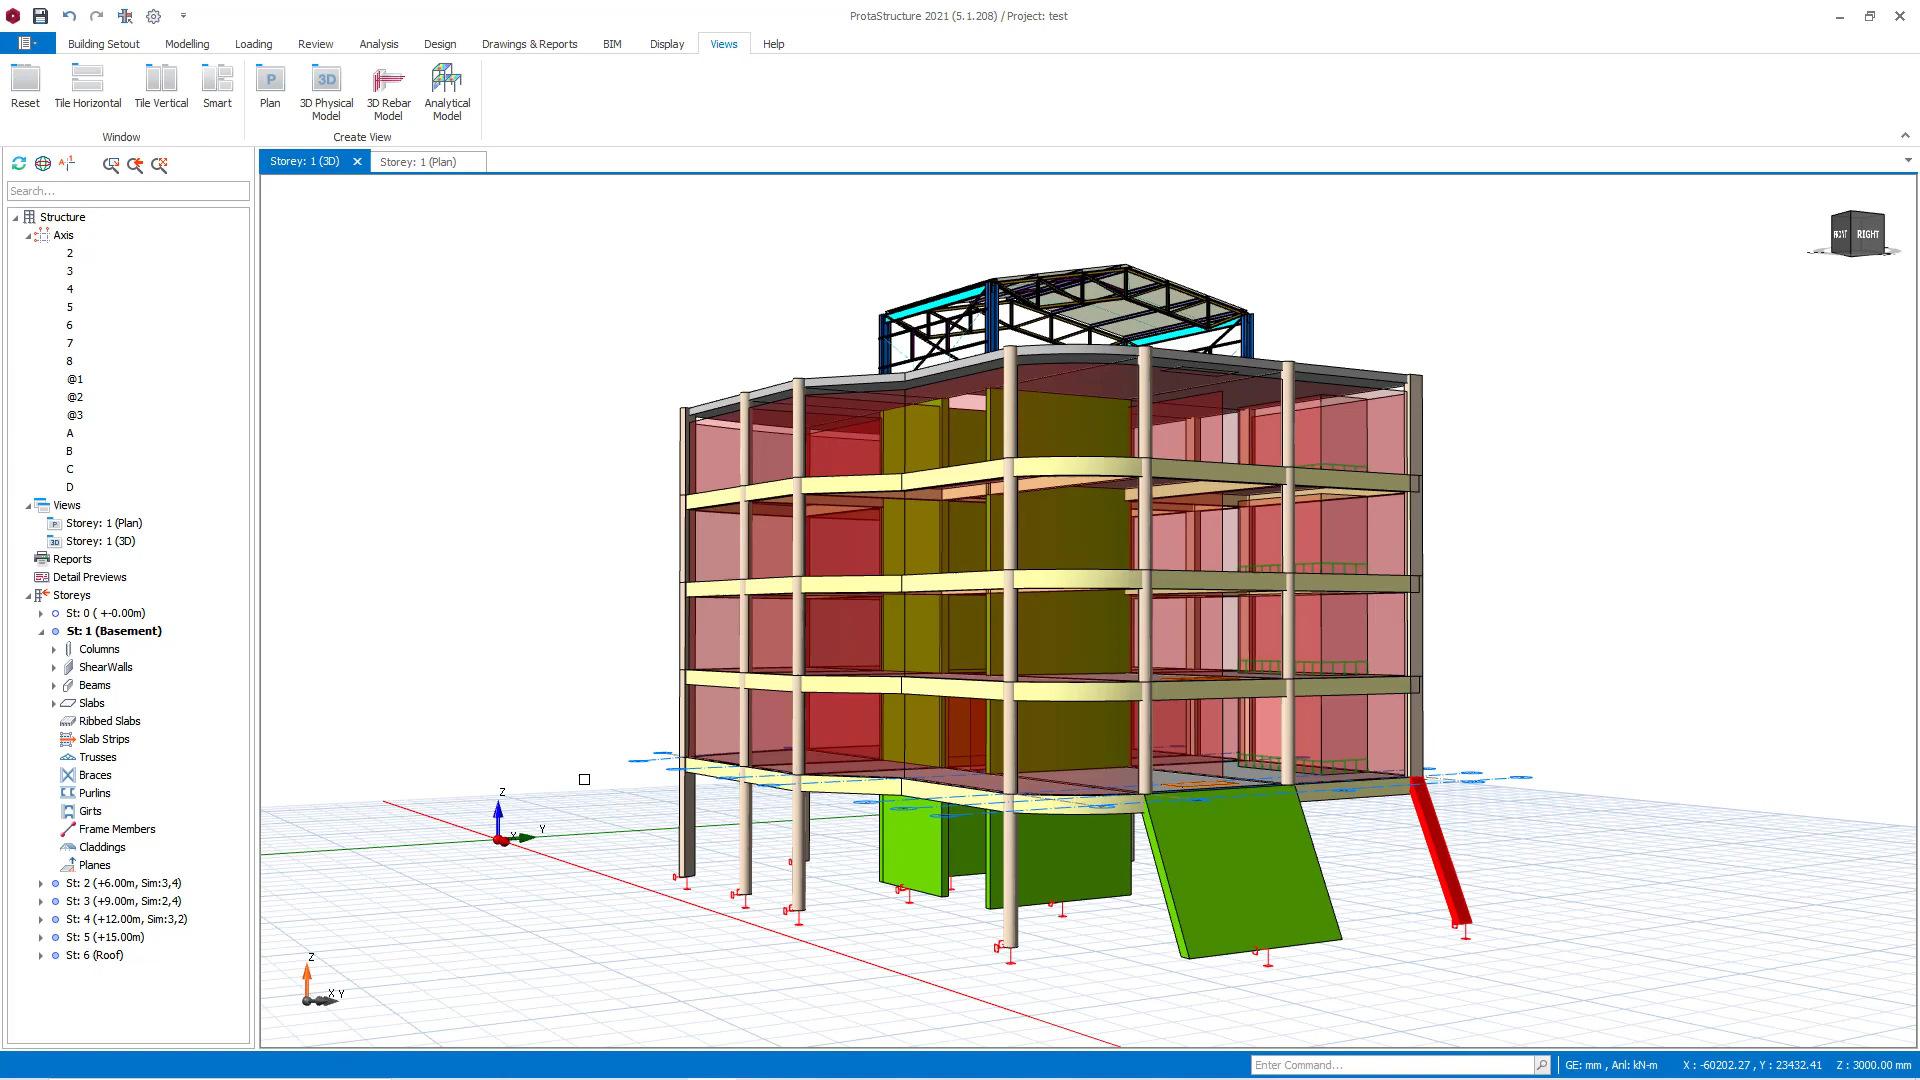 ProtaStructure 2021 (5.1.208) / Project: test
Building Setout Modelling Loading Review Analysis Design Drawings & Reports BIM Display Views Help
Reset Tile Horizontal Tile Vertical Smart P Plan 3D 3D Physical Model 3D Rebar Model Analytical Model
Window Create View
Storey: 1 (3D) Storey: 1 (Plan)
Search...
Structure
Axis
2
3
4
5
6
7
8
@1
@2
@3
A
B
C
D
Views
Storey: 1 (Plan)
Storey: 1 (3D)
Reports
Detail Previews
Storeys
St: 0 ( +-0.00m)
St: 1 (Basement)
Columns
ShearWalls
Beams
Slabs
Ribbed Slabs
Slab Strips
Trusses
Braces
Purlins
Girts
Frame Members
Claddings
Planes
St: 2 (+6.00m, Sim:3,4)
St: 3 (+9.00m, Sim:2,4)
St: 4 (+12.00m, Sim:3,2)
St: 5 (+15.00m)
St: 6 (Roof)
FRONT RIGHT
Z
X Y
Z
X Y
Enter Command... GE: mm , Anl: kN-m X : -60202.27 , Y : 23432.41 Z : 3000.00 mm